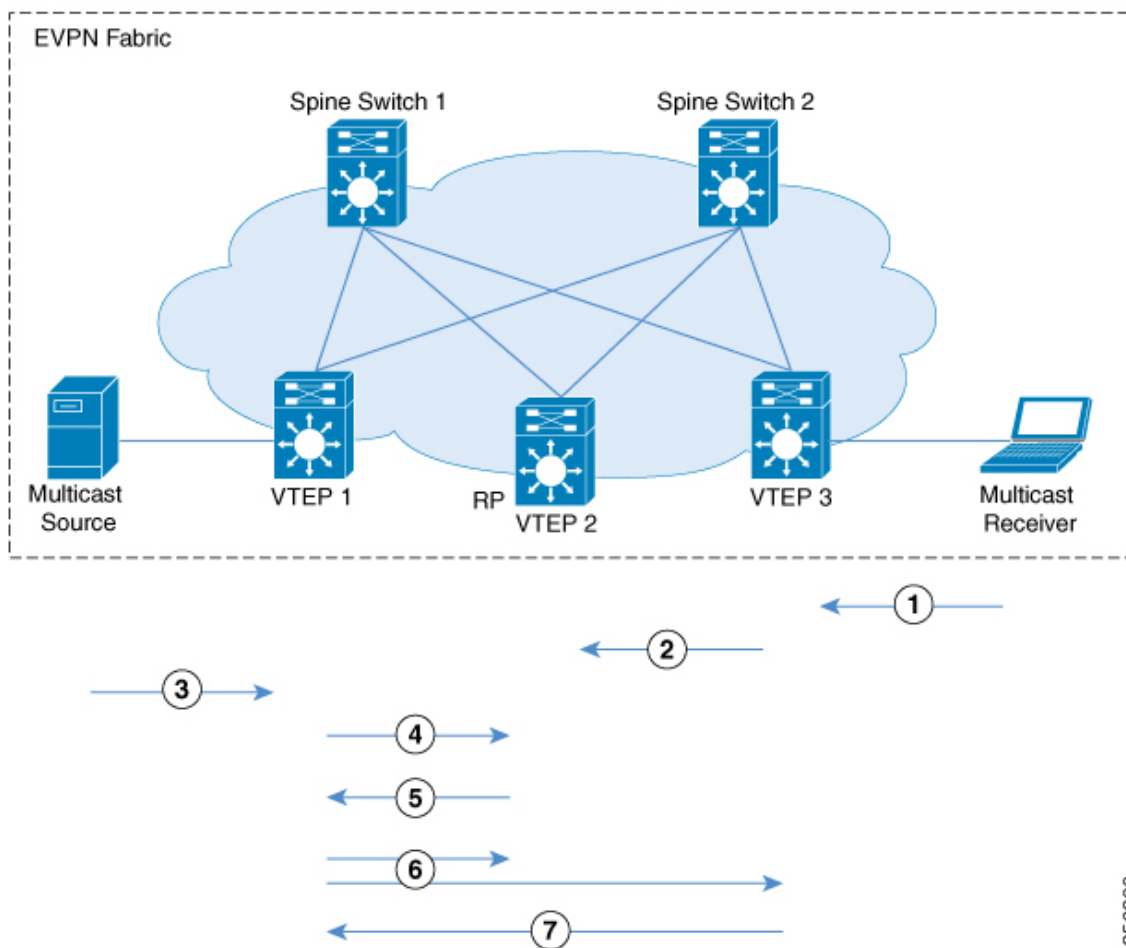 EVPN Fabric
Spine Switch 1
Spine Switch 2
Multicast
Source
VTEP 1
RP
VTEP 2
VTEP 3
Multicast
Receiver
1
2
3
4
5
6
7